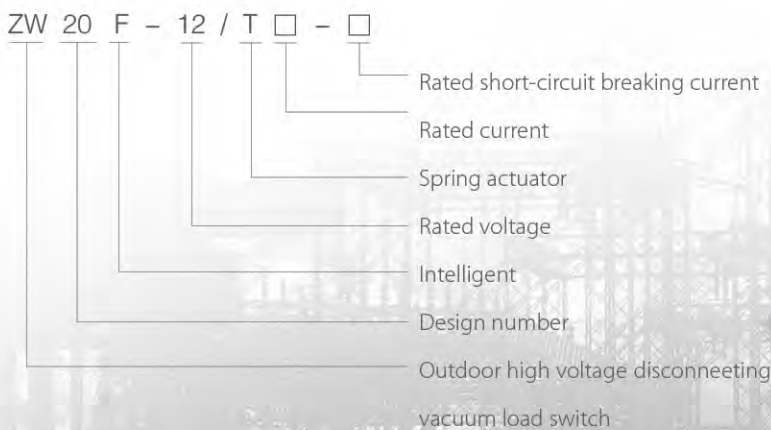 ZW 20 F - 12 / T □ - □
Rated short-circuit breaking current
Rated current
Spring actuator
Rated voltage
Intelligent
Design number
Outdoor high voltage disconneeting
vacuum load switch